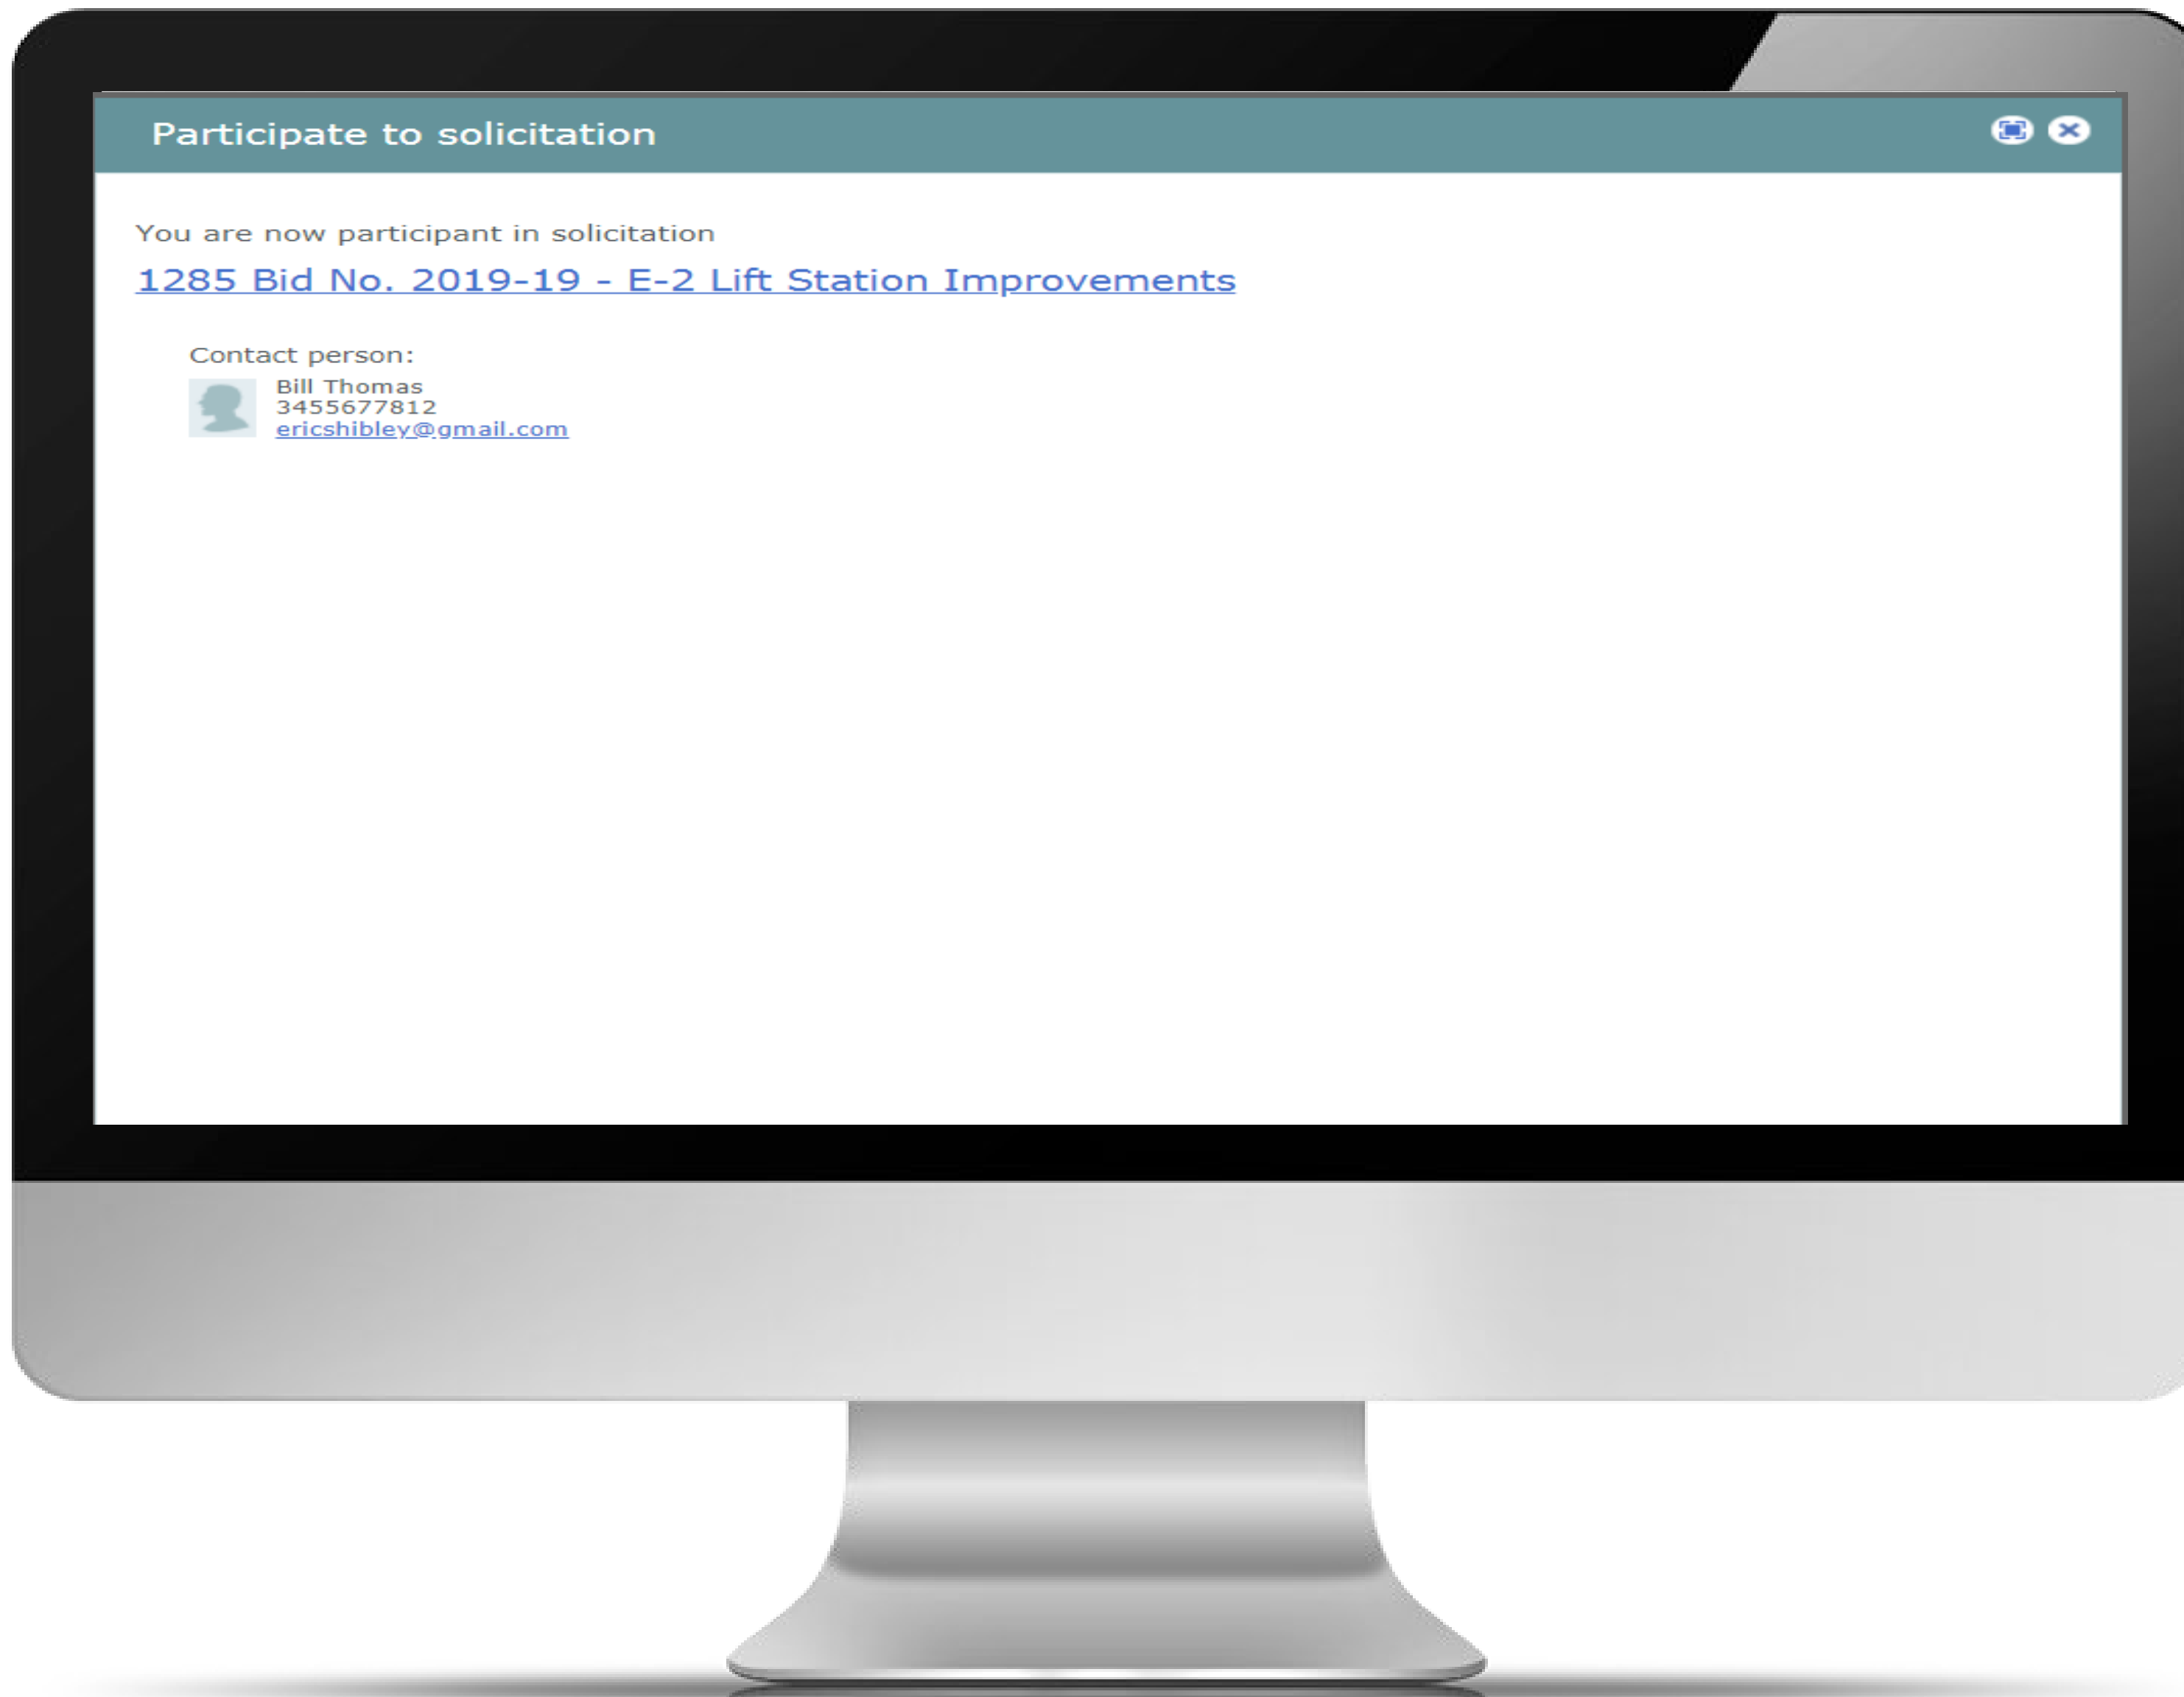 Participate to solicitation
You are now participant in solicitation
1285 Bid No. 2019-19 - E-2 Lift Station Improvements
Contact person:
Bill Thomas
3455677812
ericshibley@gmail.com